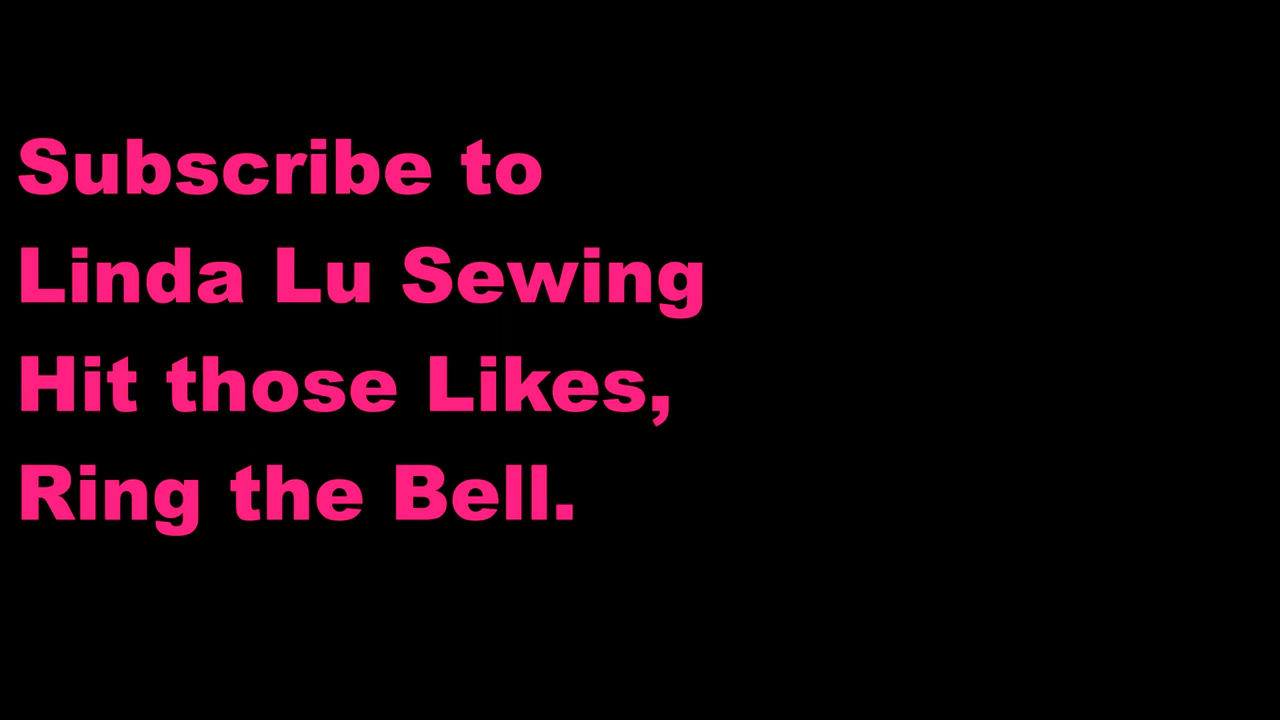 Subscribe to
Linda Lu Sewing
Hit those Likes,
Ring the Bell.